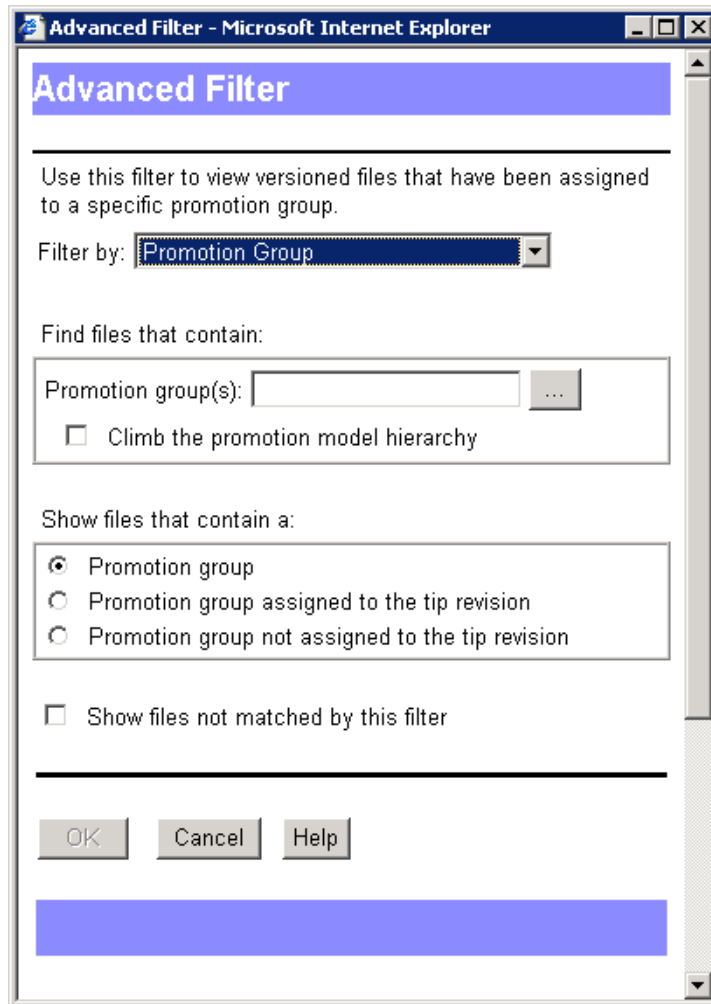 Advanced Filter - Microsoft Internet Explorer
Advanced Filter
Use this filter to view versioned files that have been assigned
to a specific promotion group.
Filter by: Promotion Group
Find files that contain:
Promotion group(s): ...
Climb the promotion model hierarchy
Show files that contain a:
Promotion group
Promotion group assigned to the tip revision
Promotion group not assigned to the tip revision
Show files not matched by this filter
OK Cancel Help